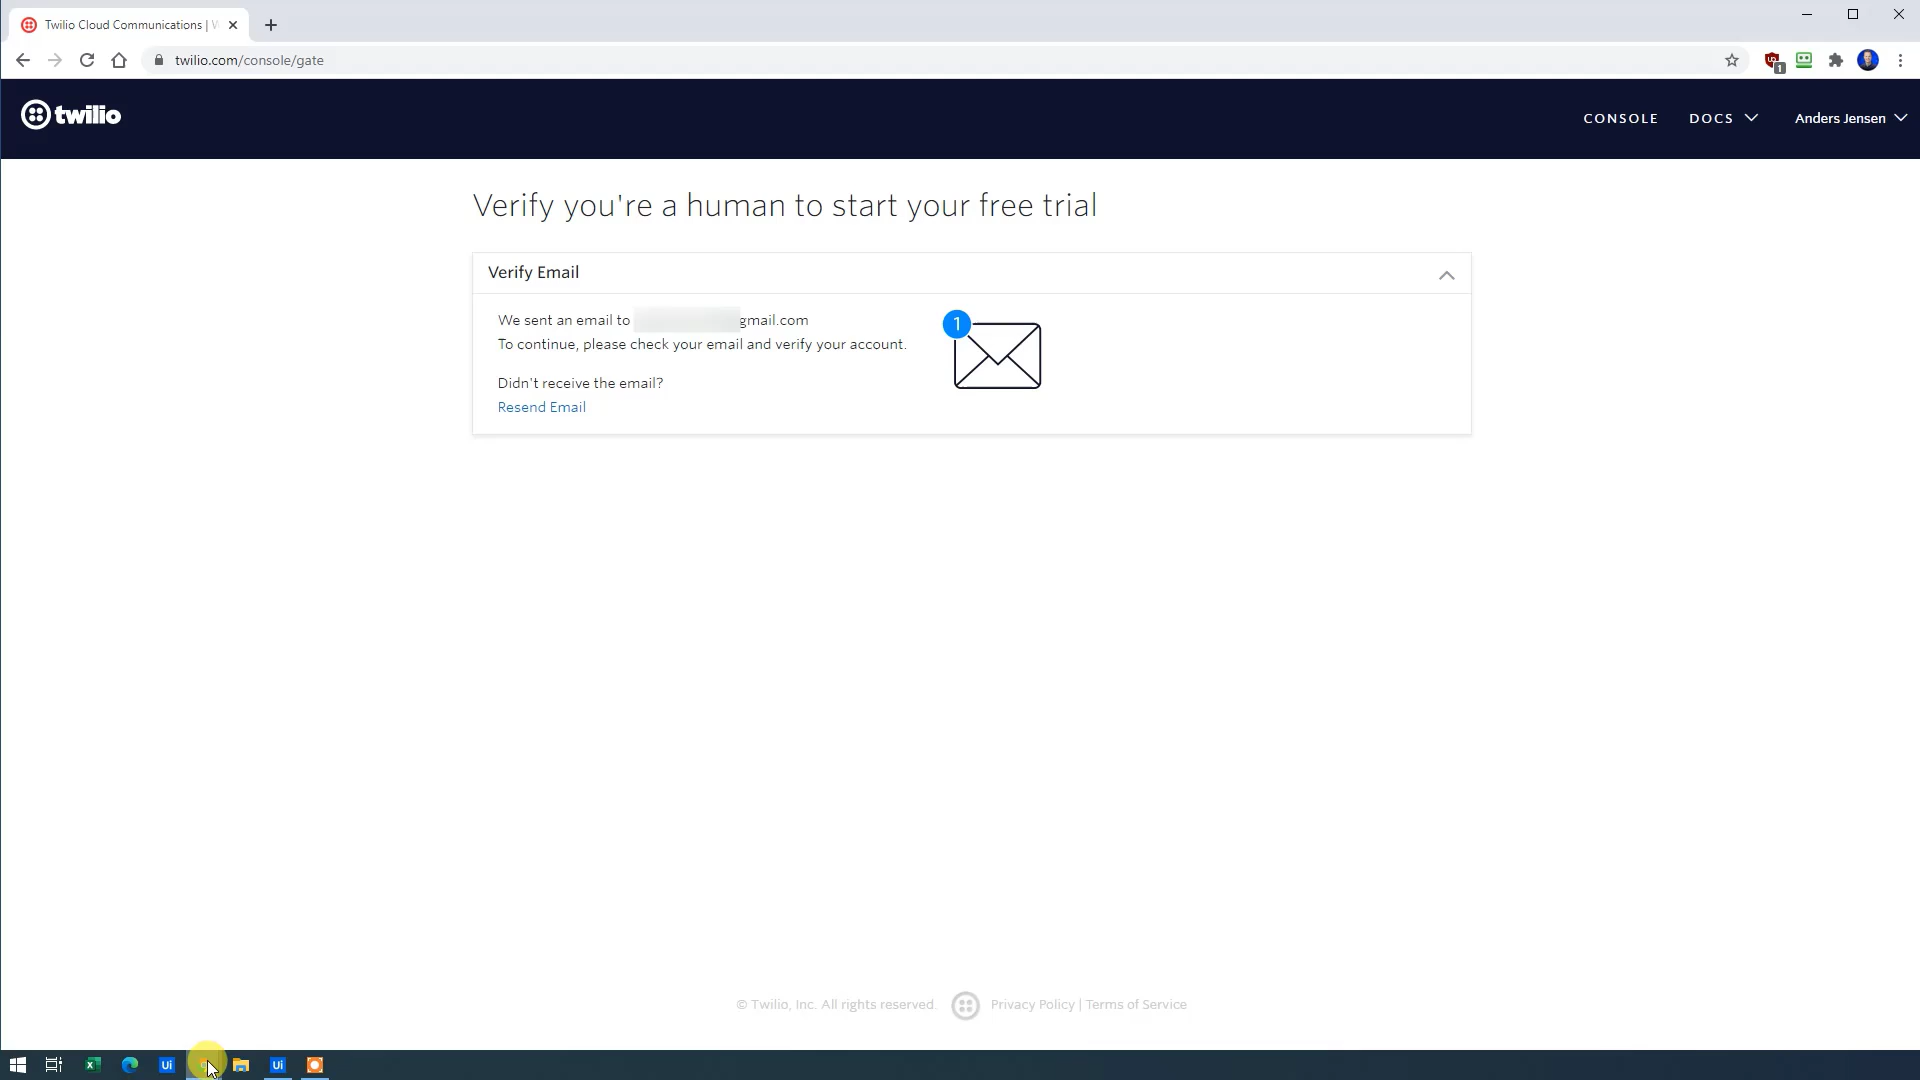 Twilio Cloud Communications |
twilio.com/console/gate
1
twilio
CONSOLE
DOCS
Anders Jensen
Verify you're a human to start your free trial
Verify Email
We sent an email to gmail.com
To continue, please check your email and verify your account.
1
Didn't receive the email?
Resend Email
© Twilio, Inc. All rights reserved.
Privacy Policy | Terms of Service
Ui
Ui